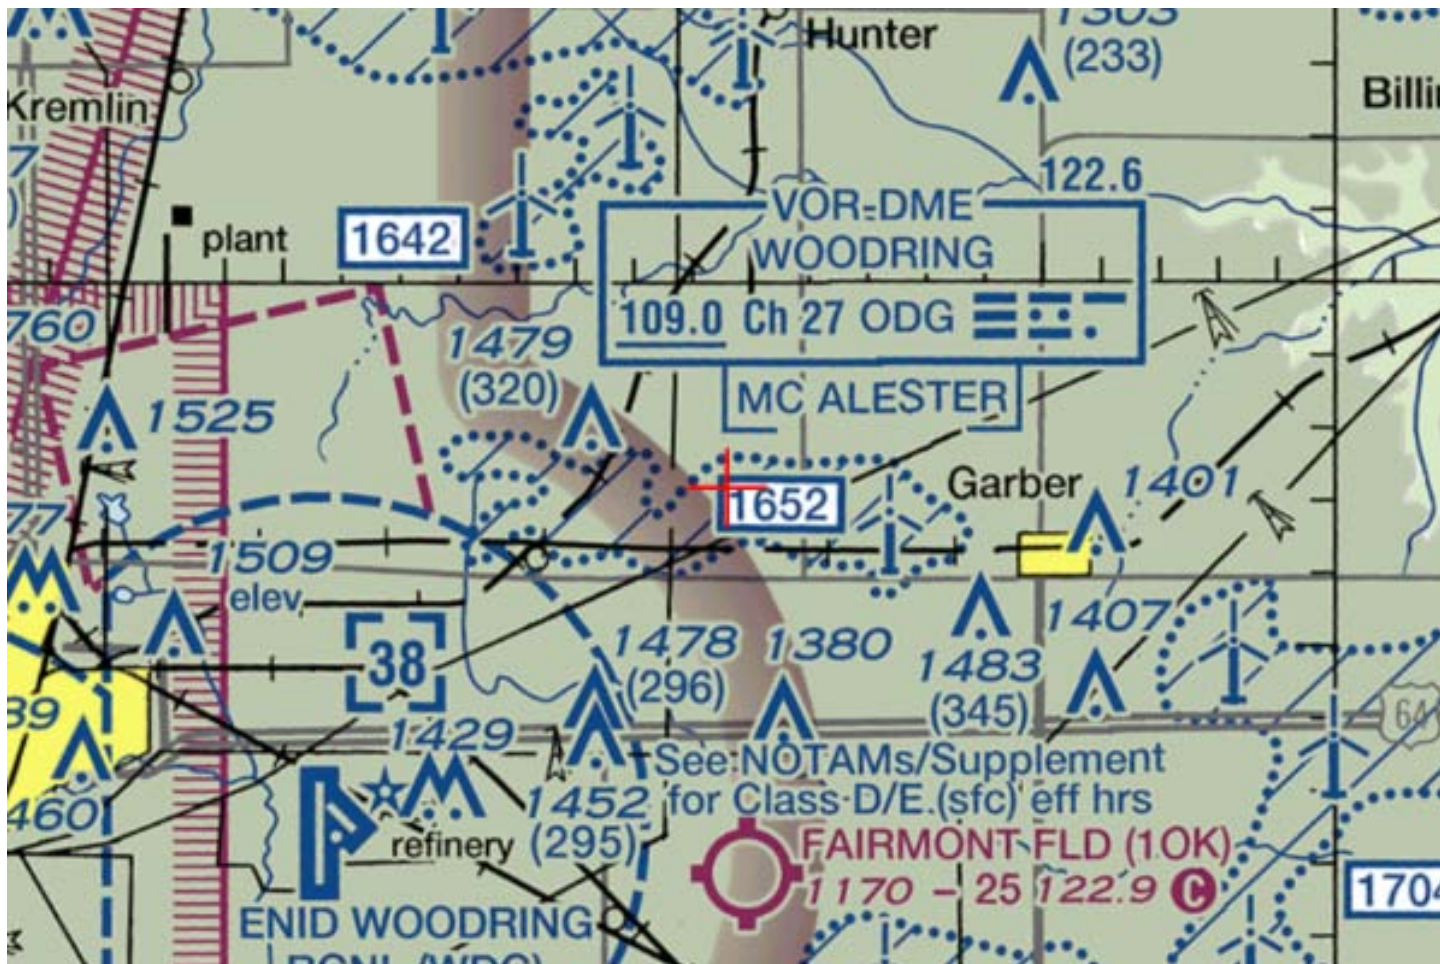 Hunter
1303
(233)
Kremlin
Billi
122.6
VOR-DME
WOODRING
109.0 Ch 27 ODG
MC ALESTER
plant
1642
760
1479
(320)
1525
1652
Garber
1401
77
1509
elev
38
1478
(296)
1380
1483
(345)
1407
64
89
1429
See NOTAMs/Supplement
for Class D/E (sfc) eff hrs
460
1452
(295)
refinery
FAIRMONT FLD (1OK)
1170 - 25 122.9 C
1704
ENID WOODRING